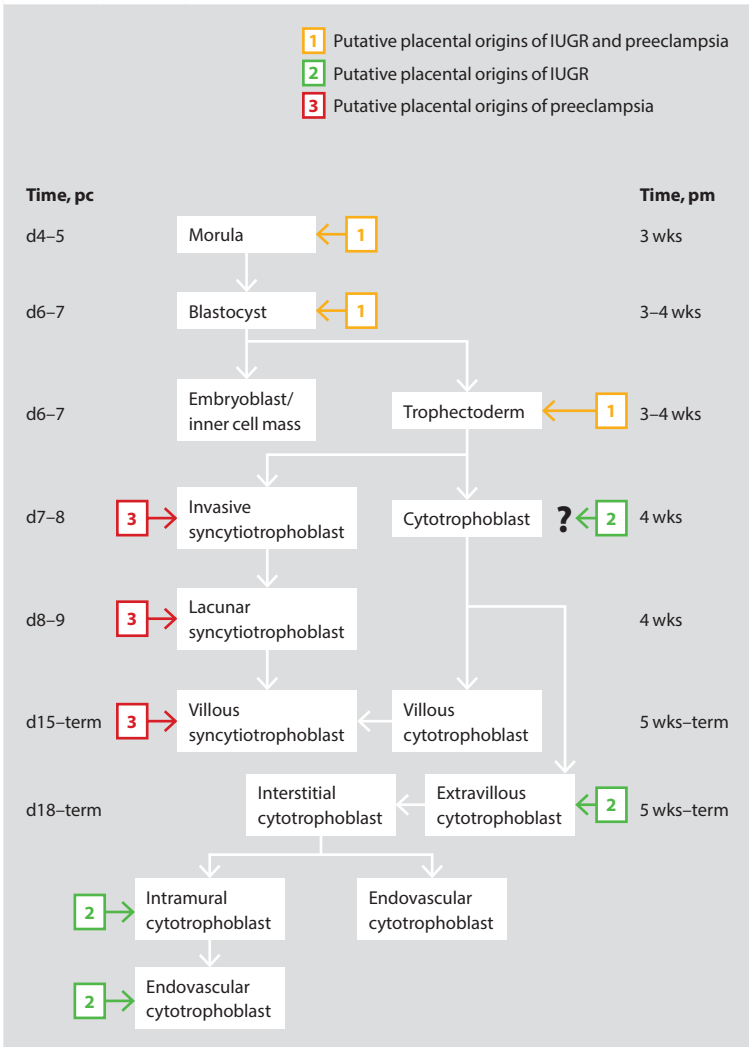 1 Putative placental origins of IUGR and preeclampsia
2 Putative placental origins of IUGR
3 Putative placental origins of preeclampsia
Time, pc
Time, pm
d4–5
Morula
1
3 wks
d6–7
Blastocyst
1
3–4 wks
d6–7
Embryoblast/
inner cell mass
Trophectoderm
1
3–4 wks
d7–8
3
Invasive
syncytiotrophoblast
Cytotrophoblast
?
2
4 wks
d8–9
3
Lacunar
syncytiotrophoblast
4 wks
d15–term
3
Villous
syncytiotrophoblast
Villous
cytotrophoblast
5 wks–term
d18–term
Interstitial
cytotrophoblast
Extravillous
cytotrophoblast
2
5 wks–term
2
Intramural
cytotrophoblast
Endovascular
cytotrophoblast
2
Endovascular
cytotrophoblast